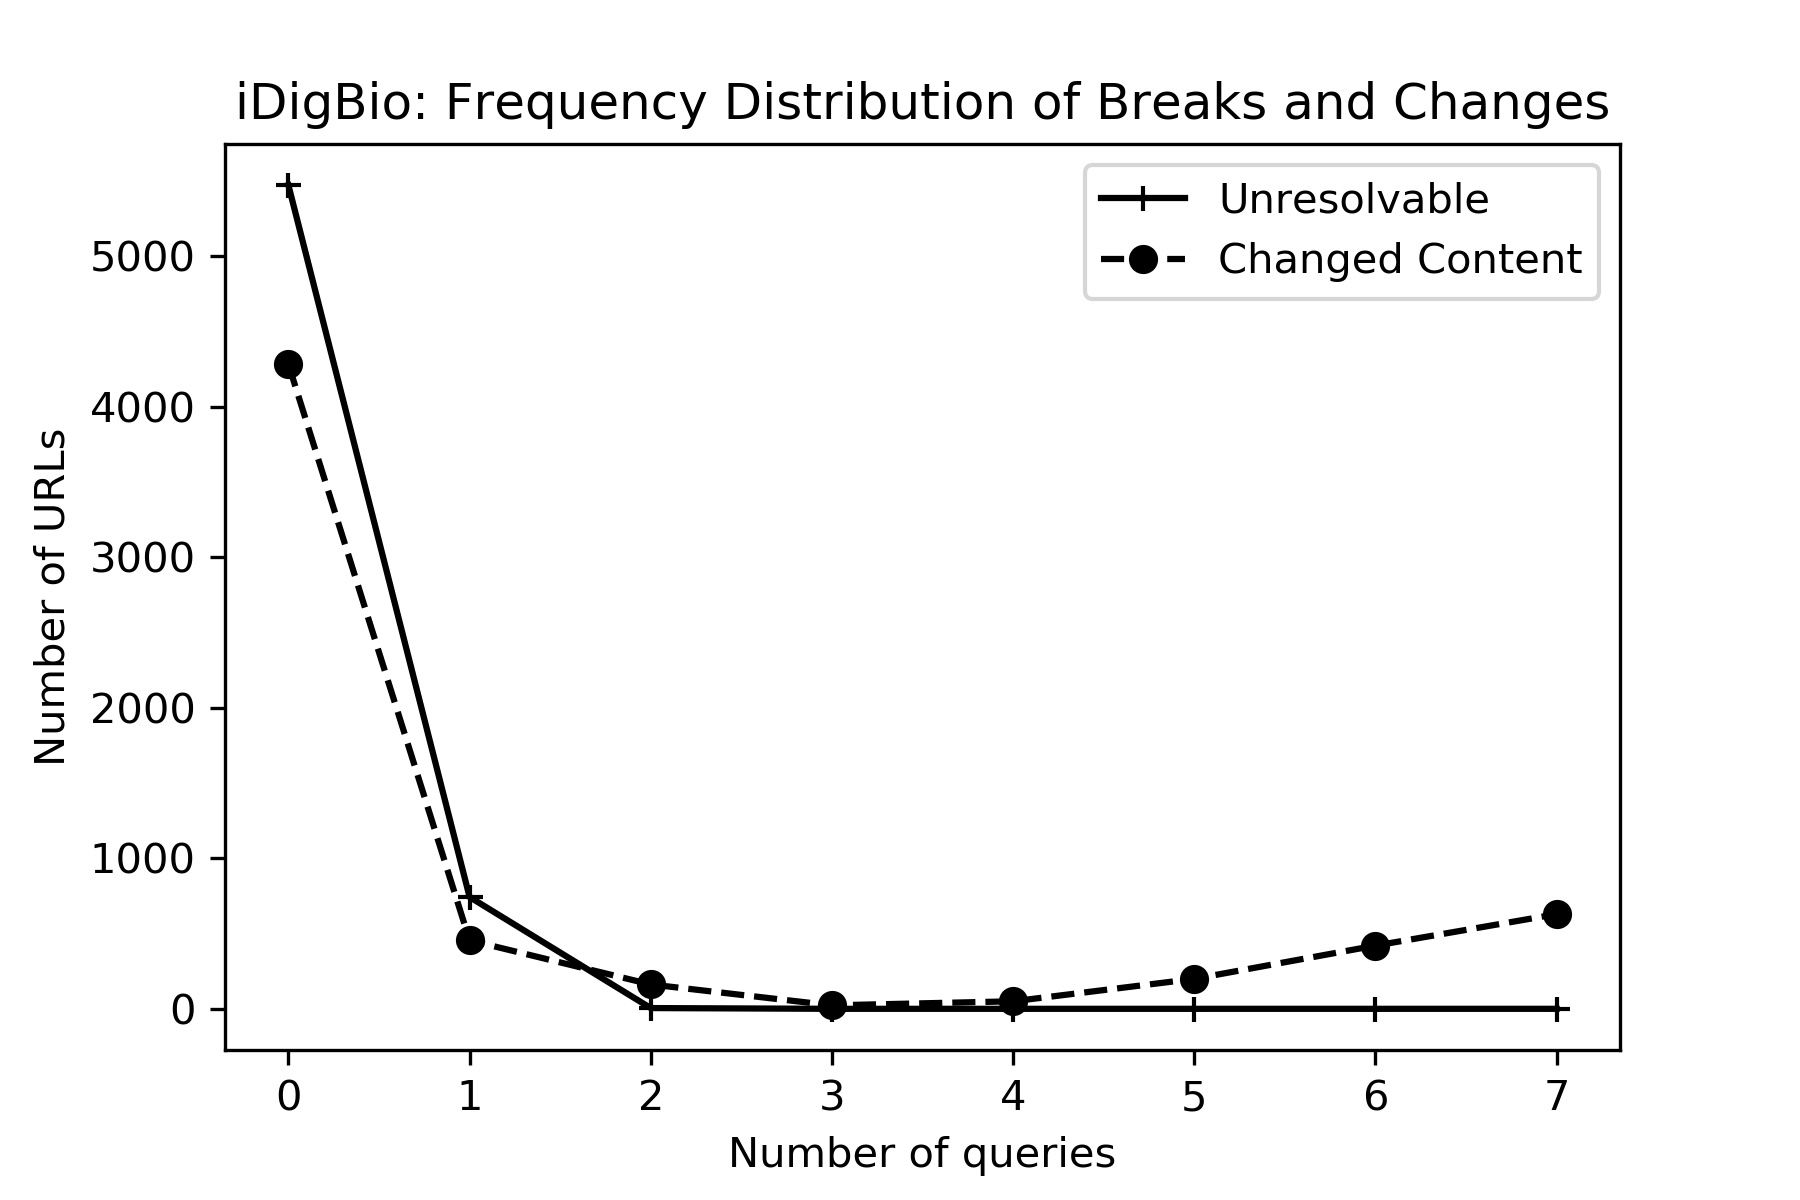 iDigBio: Frequency Distribution of Breaks and Changes
Unresolvable
Changed Content
Number of URLs
5000
4000
3000
2000
1000
0
0 1 2 3 4 5 6 7
Number of queries